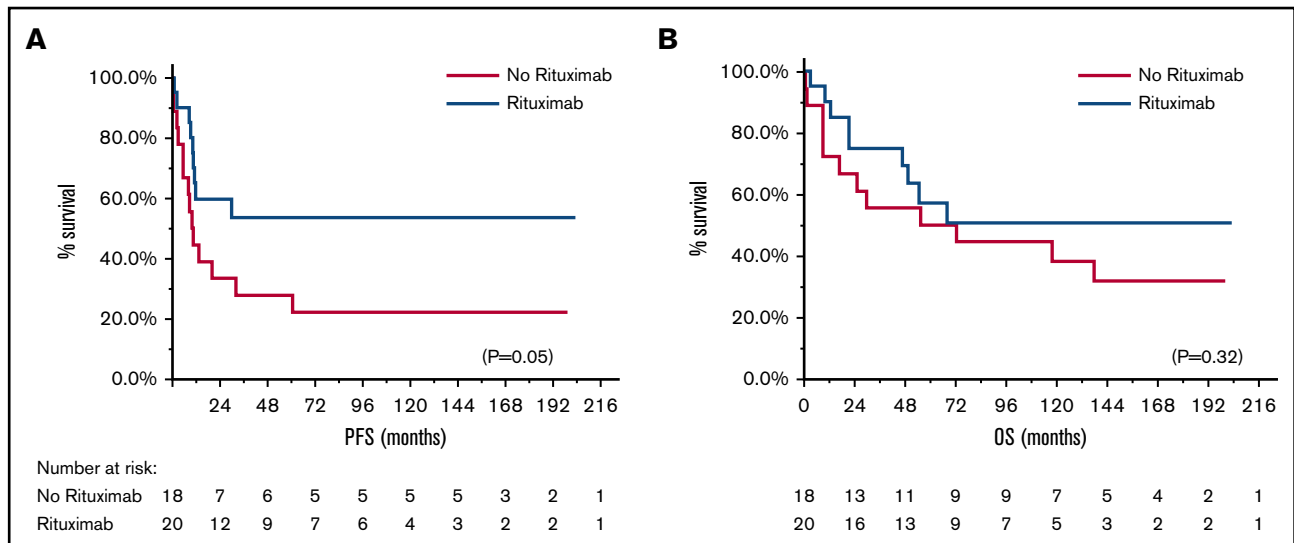 A
100.0%
80.0%
60.0%
40.0%
20.0%
0.0%
% survival
No Rituximab
Rituximab
(P=0.05)
24 48 72 96 120 144 168 192 216
PFS (months)
B
100.0%
80.0%
60.0%
40.0%
20.0%
0.0%
% survival
No Rituximab
Rituximab
(P=0.32)
0 24 48 72 96 120 144 168 192 216
OS (months)
Number at risk:
No Rituximab 18 7 6 5 5 5 5 3 2 1 18 13 11 9 9 7 5 4 2 1
Rituximab 20 12 9 7 6 4 3 2 2 1 20 16 13 9 7 5 3 2 2 1